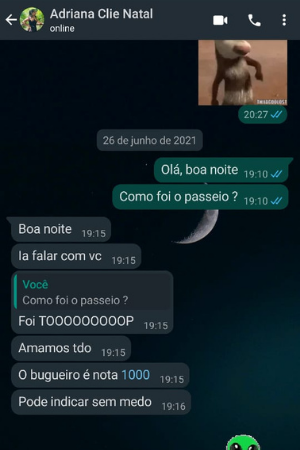 Adriana Clie Natal
online
20:27
26 de junho de 2021
Olá, boa noite 19:10
Como foi o passeio ? 19:10
Boa noite 19:15
Ia falar com vc 19:15
Você
Como foi o passeio ?
Foi TOOOOOOOOOP 19:15
Amamos tdo 19:15
O bugueiro é nota 1000 19:15
Pode indicar sem medo 19:16